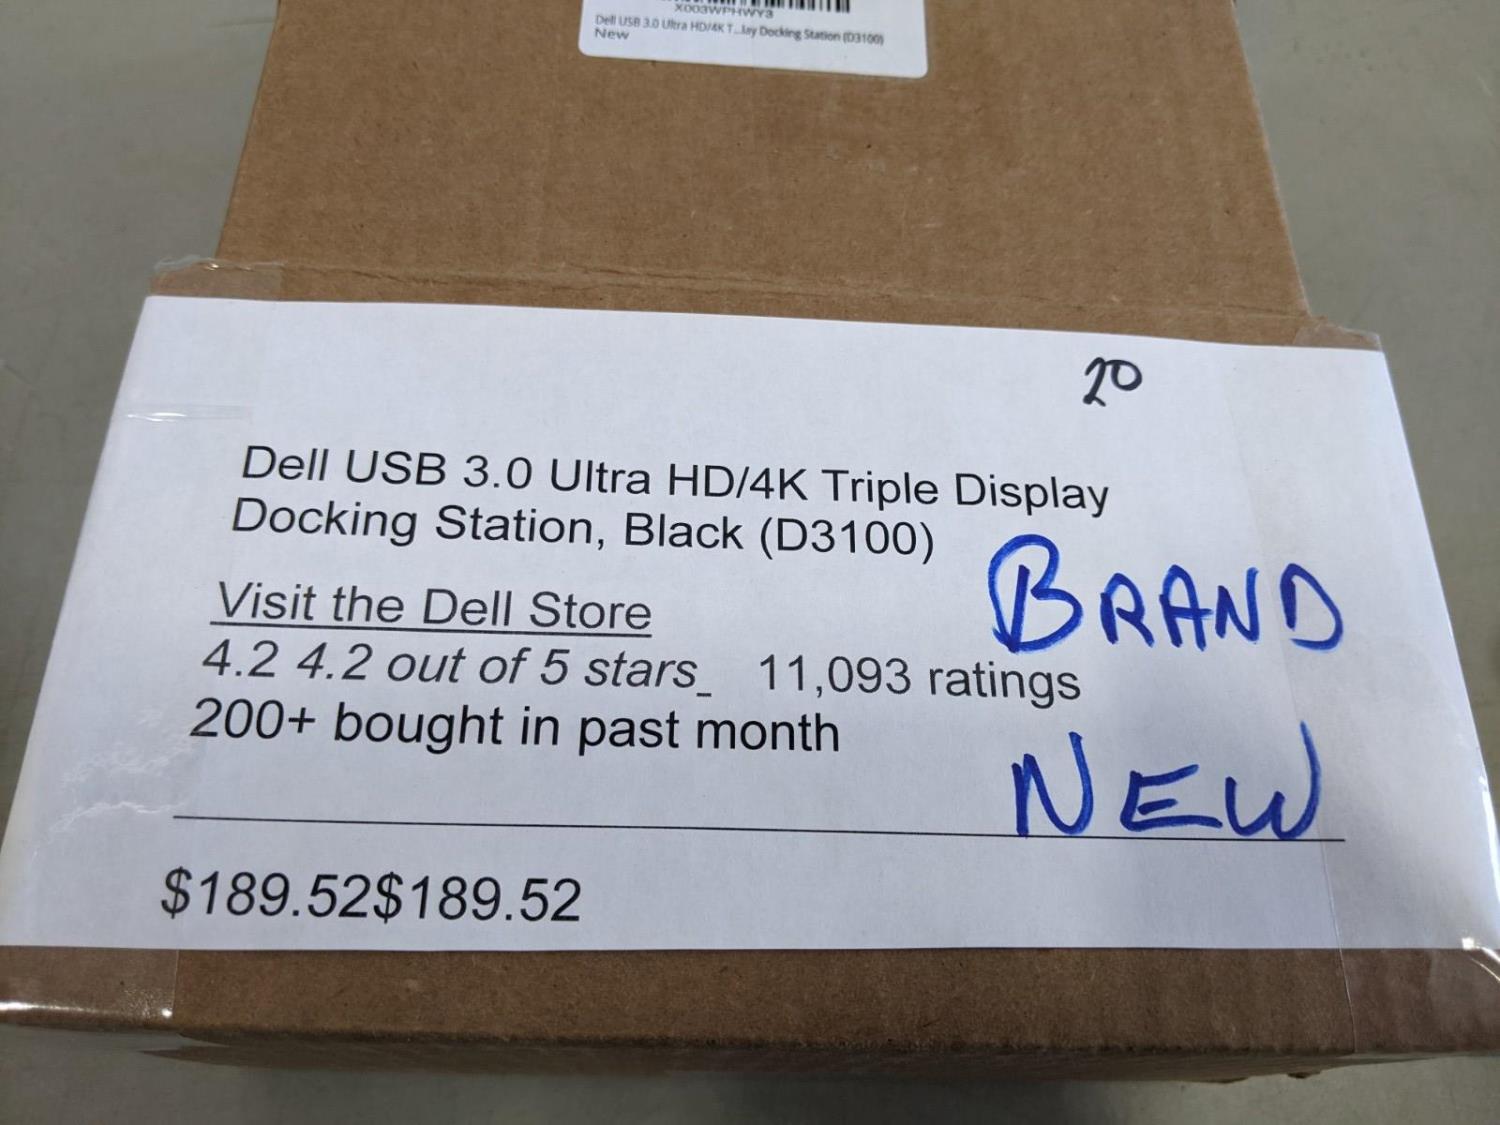 X003WPHWY3
Dell USB 3.0 Ultra HD/4K T...lay Docking Station (D3100)
New
20
Dell USB 3.0 Ultra HD/4K Triple Display
Docking Station, Black (D3100)
BRAND
Visit the Dell Store
4.2 4.2 out of 5 stars_ 11,093 ratings
200+ bought in past month
NEW
$189.52$189.52